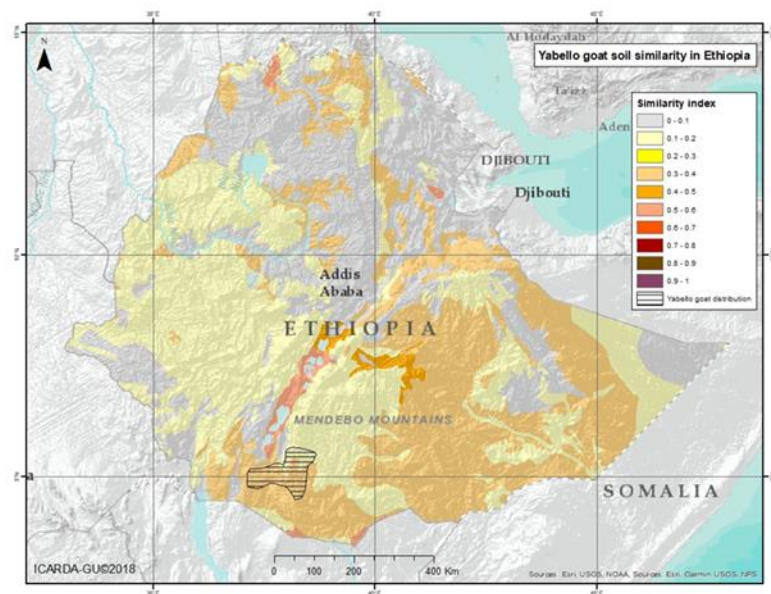 Al Hudaydah
Yabello goat soil similarity in Ethiopia
N
Ta'izz
Similarity index
0 - 0.1
0.1 - 0.2
0.2 - 0.3
0.3 - 0.4
0.4 - 0.5
0.5 - 0.6
0.6 - 0.7
0.7 - 0.8
0.8 - 0.9
0.9 - 1
Yabello goat distribution
Aden
DJIBOUTI
Djibouti
Addis
Ababa
ETHIOPIA
MENDEBO MOUNTAINS
SOMALIA
ICARDA-GU©2018
0 100 200 400 Km
Sources: Esri, USGS, NOAA, Sources: Esri, Garmin, USGS, NPS